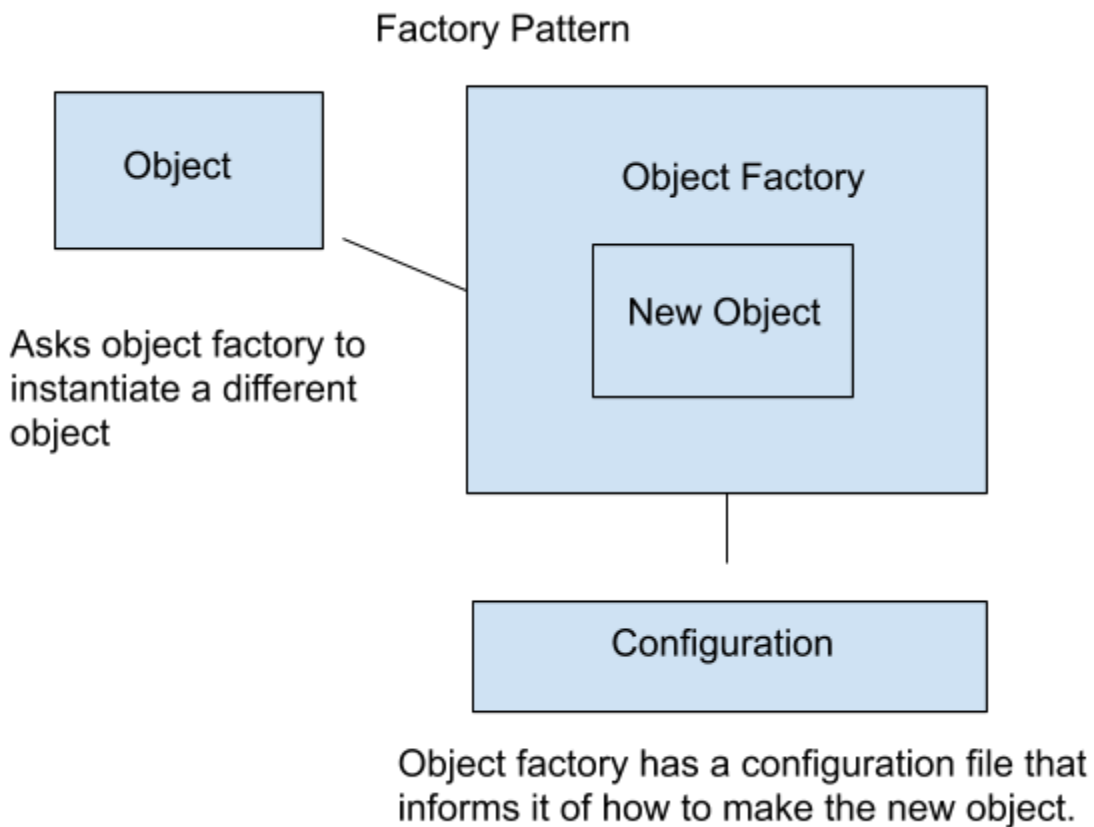 Factory Pattern
Object
Object Factory
New Object
Asks object factory to
instantiate a different
object
Configuration
Object factory has a configuration file that
informs it of how to make the new object.